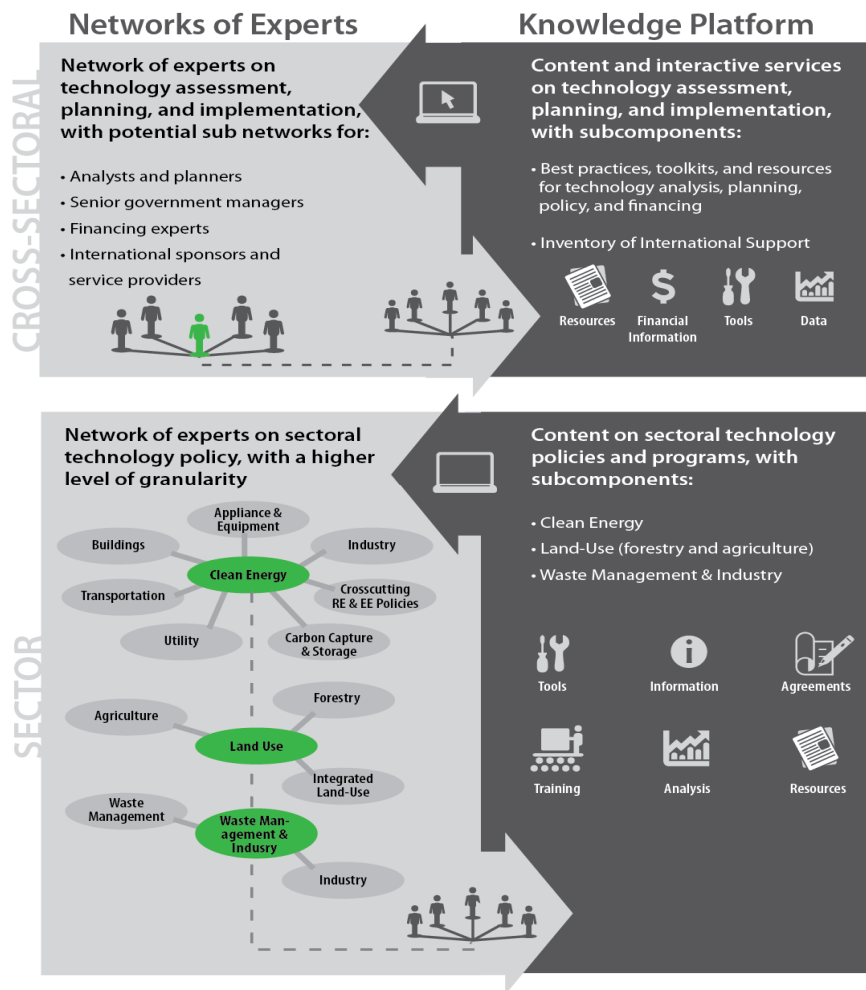 Networks of Experts
Knowledge Platform
CROSS-SECTORAL
Network of experts on
technology assessment,
planning, and implementation,
with potential sub networks for:
• Analysts and planners
• Senior government managers
• Financing experts
• International sponsors and
service providers
Content and interactive services
on technology assessment,
planning, and implementation,
with subcomponents:
• Best practices, toolkits, and resources
for technology analysis, planning,
policy, and financing
• Inventory of International Support
Resources
Financial
Information
Tools
Data
SECTOR
Network of experts on sectoral
technology policy, with a higher
level of granularity
Appliance &
Equipment
Buildings
Industry
Clean Energy
Transportation
Crosscutting
RE & EE Policies
Utility
Carbon Capture
& Storage
Forestry
Agriculture
Land Use
Integrated
Land-Use
Waste
Management
Waste Man-
agement &
Indusry
Industry
Content on sectoral technology
policies and programs, with
subcomponents:
• Clean Energy
• Land-Use (forestry and agriculture)
• Waste Management & Industry
Tools
Information
Agreements
Training
Analysis
Resources